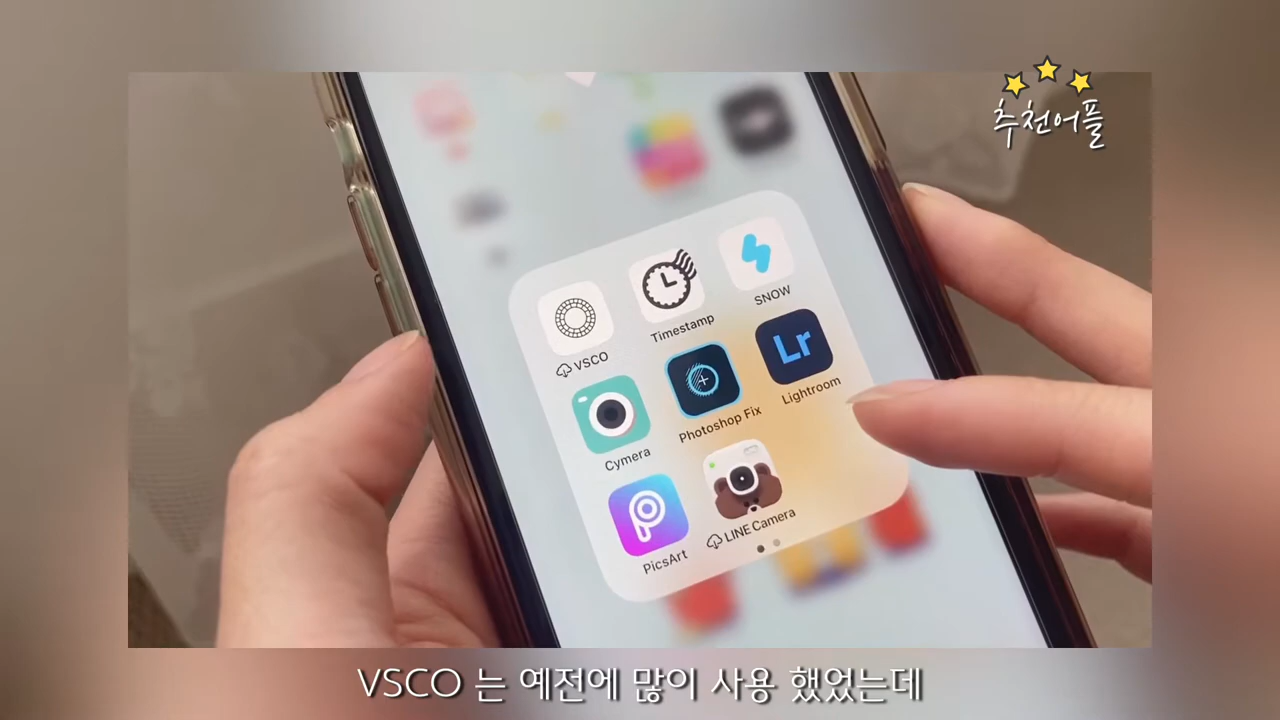 추천어플
VSCO
Timestamp
SNOW
Cymera
Photoshop Fix
Lr
Lightroom
PicsArt
LINE Camera
VSCO 는 예전에 많이 사용 했었는데